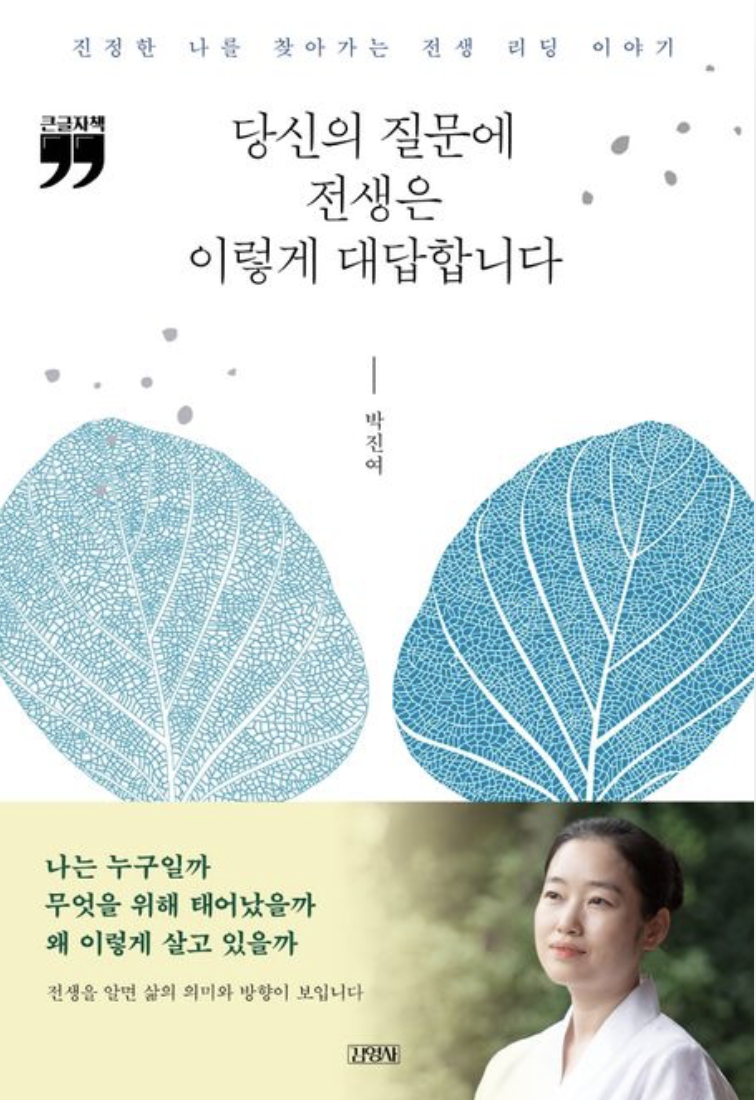 진정한 나를 찾아가는 전생 리딩 이야기
큰글자책
당신의 질문에
전생은
이렇게 대답합니다
박진여
나는 누구일까
무엇을 위해 태어났을까
왜 이렇게 살고 있을까
전생을 알면 삶의 의미와 방향이 보입니다
김영사